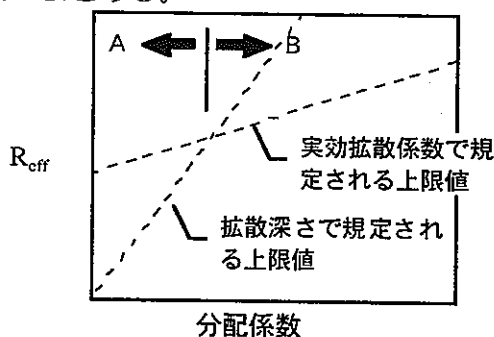 A
B
R_eff
実効拡散係数で規
定される上限値
拡散深さで規定され
る上限値
分配係数